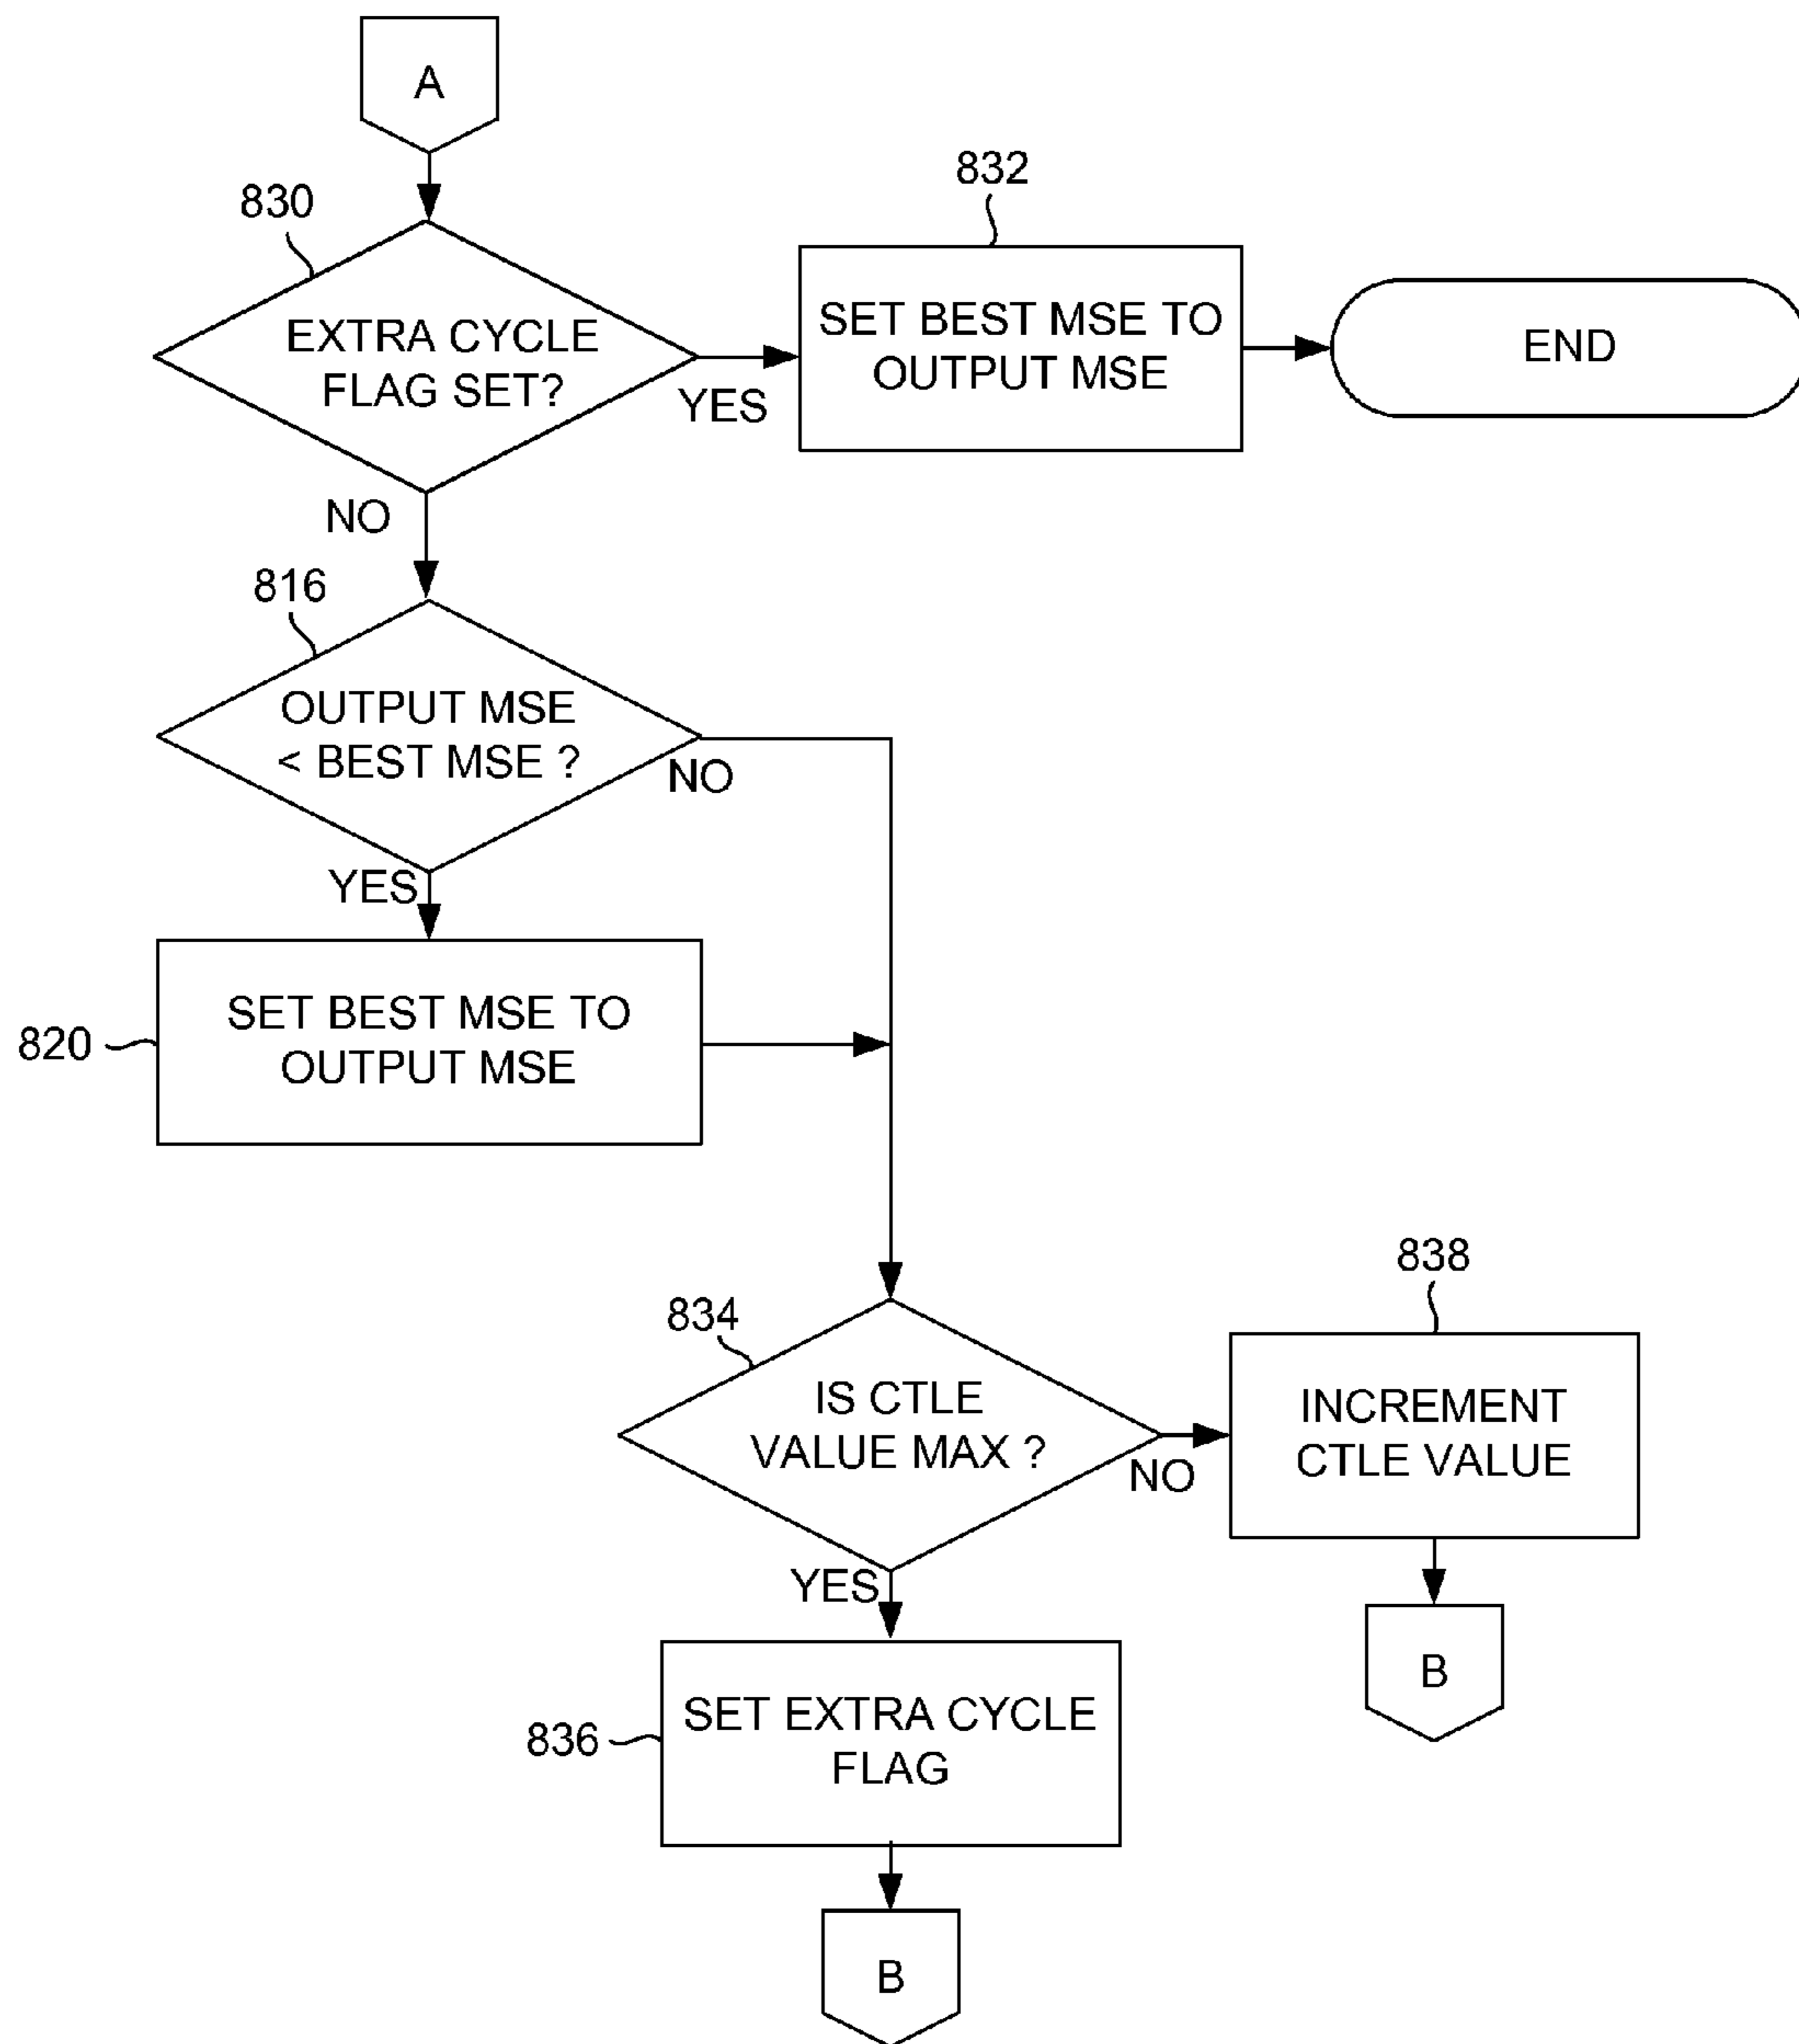 A
830
832
EXTRA CYCLE
FLAG SET?
YES
SET BEST MSE TO
OUTPUT MSE
END
NO
816
OUTPUT MSE
< BEST MSE ?
NO
YES
820
SET BEST MSE TO
OUTPUT MSE
834
838
IS CTLE
VALUE MAX ?
NO
INCREMENT
CTLE VALUE
YES
B
836
SET EXTRA CYCLE
FLAG
B